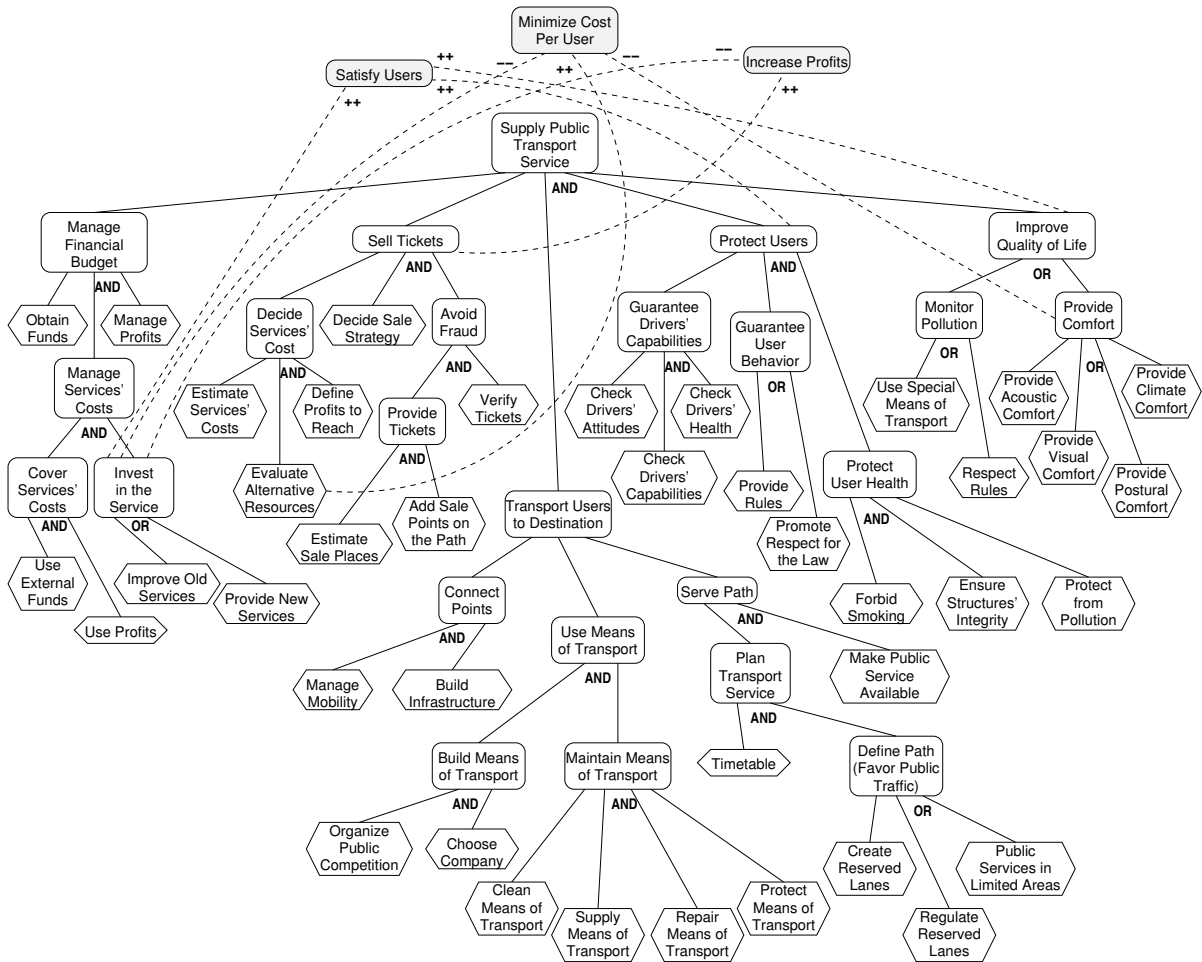 Minimize Cost
Per User
Satisfy Users
Increase Profits
++
++
++
––
++
––
––
++
Supply Public
Transport
Service
AND
Manage
Financial
Budget
AND
Sell Tickets
AND
Protect Users
AND
Improve
Quality of Life
OR
Obtain
Funds
Manage
Profits
Decide
Services'
Cost
AND
Decide Sale
Strategy
Avoid
Fraud
AND
Guarantee
Drivers'
Capabilities
AND
Guarantee
User
Behavior
OR
Monitor
Pollution
OR
Provide
Comfort
OR
Manage
Services'
Costs
AND
Estimate
Services'
Costs
Define
Profits to
Reach
Provide
Tickets
AND
Verify
Tickets
Check
Drivers'
Attitudes
Check
Drivers'
Health
Use Special
Means of
Transport
Provide
Acoustic
Comfort
Provide
Climate
Comfort
Cover
Services'
Costs
AND
Invest
in the
Service
OR
Evaluate
Alternative
Resources
Check
Drivers'
Capabilities
Provide
Rules
Protect
User Health
AND
Respect
Rules
Provide
Visual
Comfort
Provide
Postural
Comfort
Estimate
Sale Places
Add Sale
Points on
the Path
Transport Users
to Destination
AND
Promote
Respect for
the Law
Use
External
Funds
Improve Old
Services
Provide New
Services
Use Profits
Connect
Points
AND
Use Means
of Transport
AND
Serve Path
AND
Forbid
Smoking
Ensure
Structures'
Integrity
Protect
from
Pollution
Manage
Mobility
Build
Infrastructure
Plan
Transport
Service
AND
Make Public
Service
Available
Build Means
of Transport
AND
Maintain Means
of Transport
AND
Timetable
Define Path
(Favor Public
Traffic)
OR
Organize
Public
Competition
Choose
Company
Create
Reserved
Lanes
Public
Services in
Limited Areas
Clean
Means of
Transport
Supply
Means of
Transport
Repair
Means of
Transport
Protect
Means of
Transport
Regulate
Reserved
Lanes